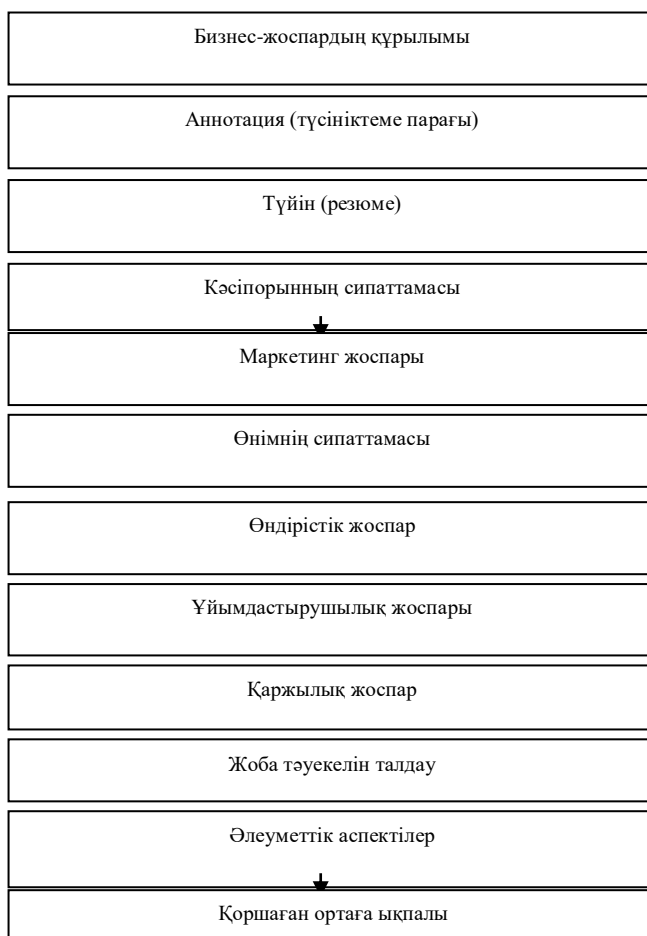 Бизнес-жоспардың құрылымы
Аннотация (түсініктеме парағы)
Түйін (резюме)
Кәсіпорынның сипаттамасы
Маркетинг жоспары
Өнімнің сипаттамасы
Өндірістік жоспар
Ұйымдастырушылық жоспары
Қаржылық жоспар
Жоба тәуекелін талдау
Әлеуметтік аспектілер
Қоршаған ортаға ықпалы